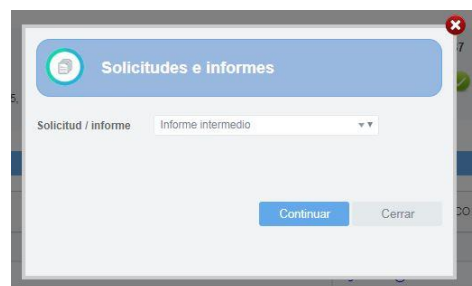 Solicitudes e informes
Solicitud / informe
Informe intermedio
Continuar
Cerrar